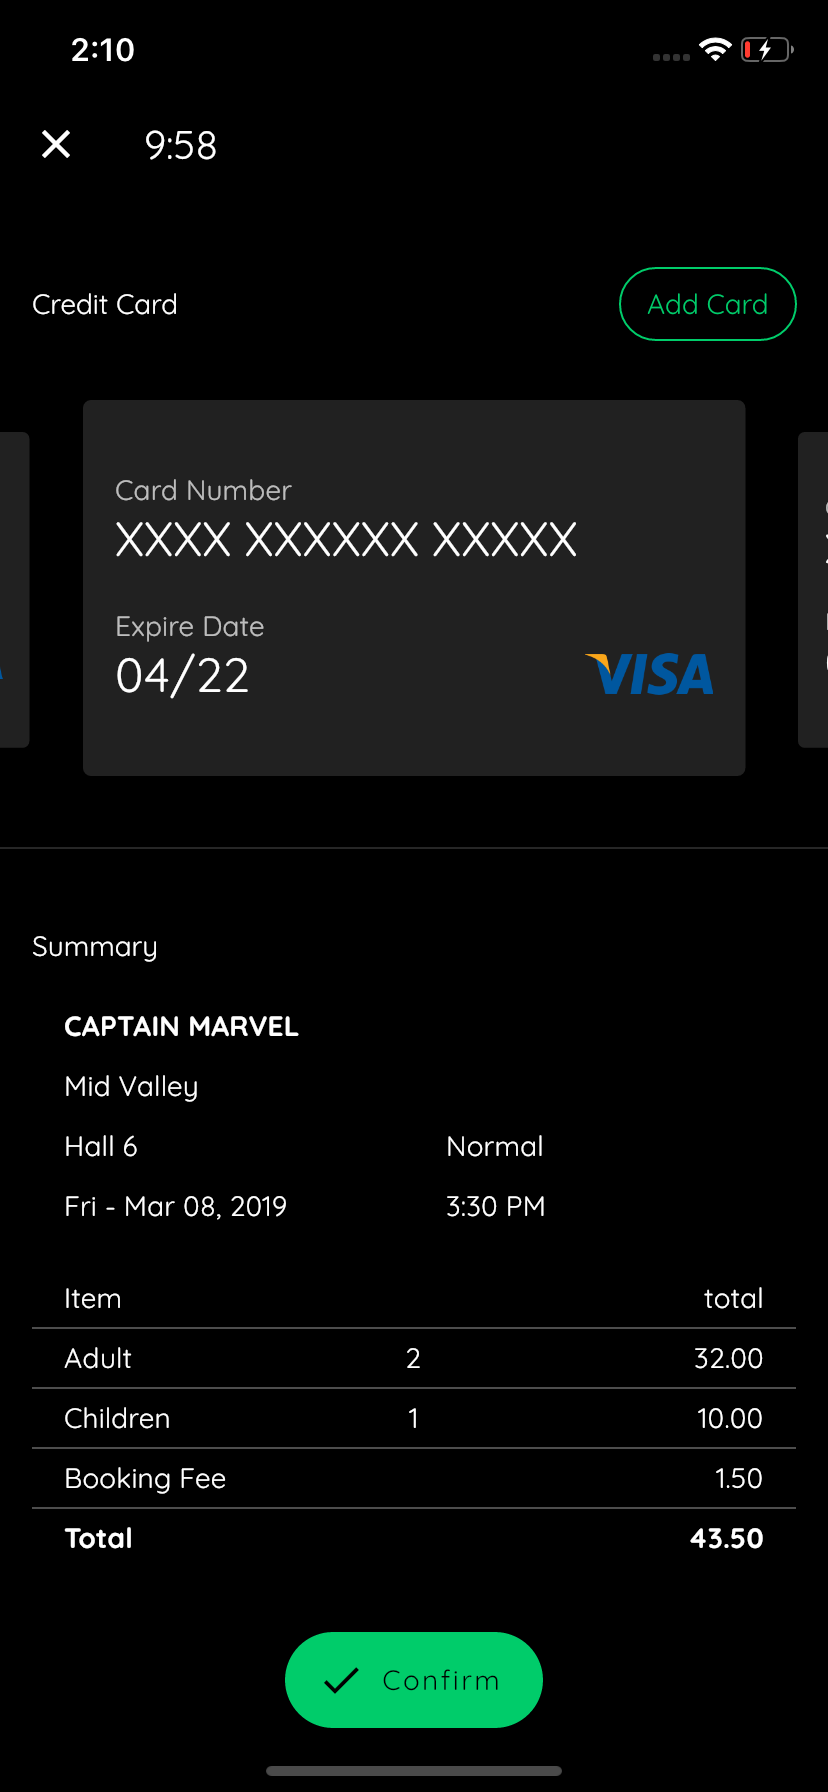 2:10
9:58
Credit Card
Add Card
Card Number
XXXX XXXXXX XXXXX
Expire Date
04/22
VISA
Summary
CAPTAIN MARVEL
Mid Valley
Hall 6 Normal
Fri - Mar 08, 2019 3:30 PM
Item total
Adult 2 32.00
Children 1 10.00
Booking Fee 1.50
Total 43.50
Confirm